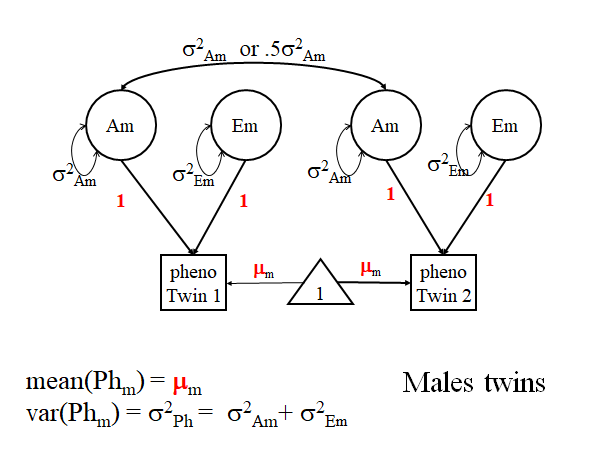 σ²Am or .5σ²Am
Am Em Am Em
σ²Am σ²Em σ²Am σ²Em
1 1 1 1
pheno Twin 1
μm 1 μm
pheno Twin 2
mean(Phm) = μm
var(Phm) = σ²Ph = σ²Am+ σ²Em
Males twins